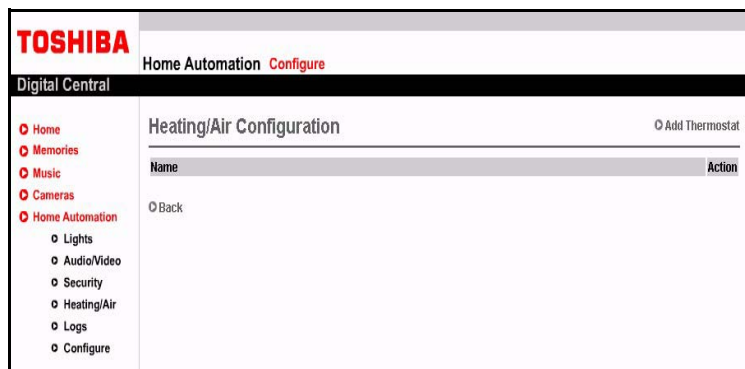 TOSHIBA
Home Automation Configure
Digital Central
Home
Memories
Music
Cameras
Home Automation
Lights
Audio/Video
Security
Heating/Air
Logs
Configure
Heating/Air Configuration
Add Thermostat
Name Action
Back